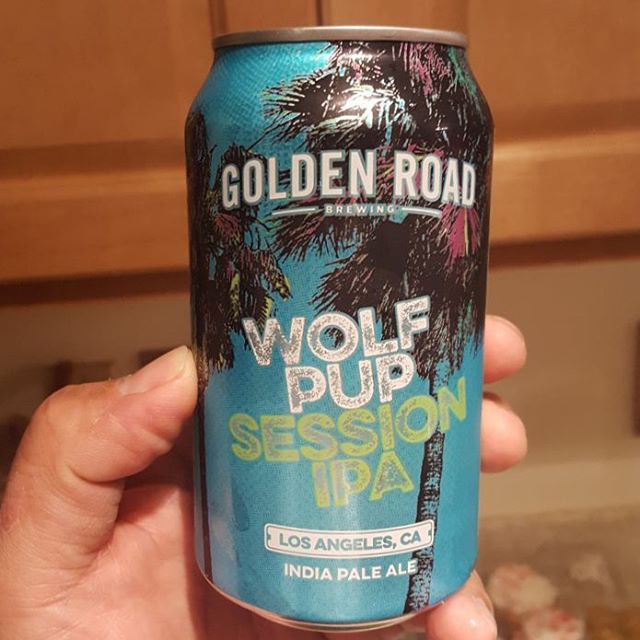 GOLDEN ROAD
BREWING
WOLF
PUP
SESSION
IPA
LOS ANGELES, CA
INDIA PALE ALE